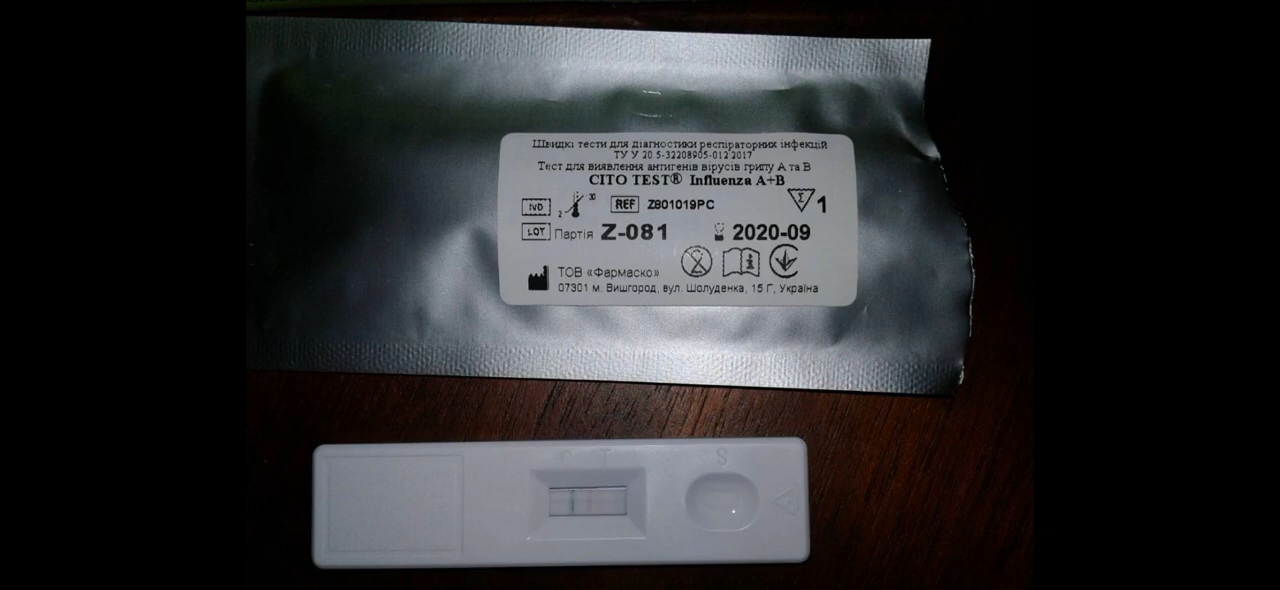 Швидкі тести для діагностики респіраторних інфекцій
ТУ У 20.5-32208905-012:2017
Тест для виявлення антигенів вірусів грипу А та В
CITO TEST® Influenza A+B
IVD 2 30 REF Z801019PC Σ 1
LOT Партія Z-081 2020-09
ТОВ «Фармаско»
07301 м. Вишгород, вул. Шолуденка, 15 Г, Україна
C T S